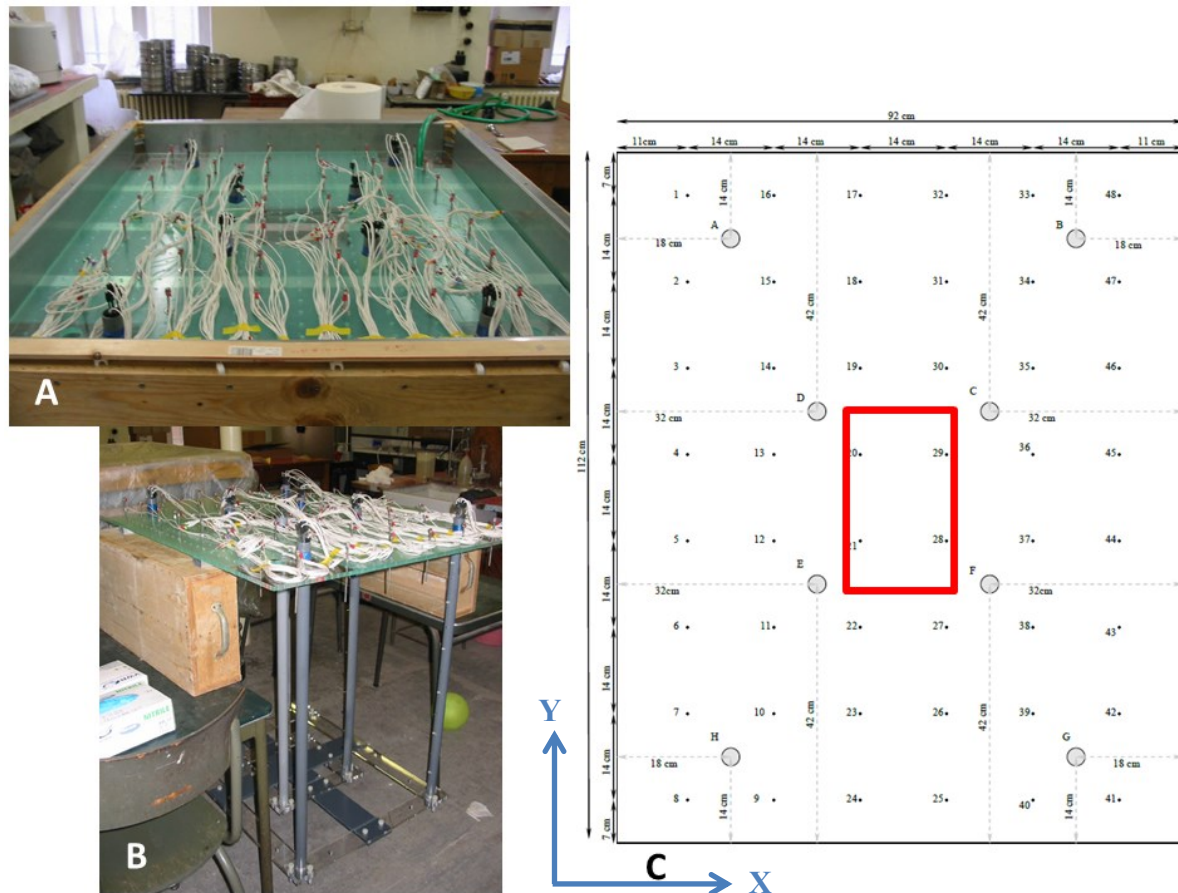 A
NITRILE
B
Y
X
C
92 cm
11cm 14 cm 14 cm 14 cm 14 cm 14 cm 11 cm
7 cm
1 16 17 32 33 48
14 cm 14 cm
A B
18 cm 18 cm
14 cm
2 15 18 31 34 47
42 cm 42 cm
14 cm
3 14 19 30 35 46
D C
32 cm 32 cm
14 cm
112 cm
4 13 20 29 36 45
14 cm
5 12 21 28 37 44
E F
32cm 32cm
14 cm
6 11 22 27 38 43
14 cm
7 10 23 26 39 42
42 cm 42 cm
H G
18 cm 18 cm
14 cm
8 9 24 25 40 41
14 cm 14 cm
7 cm